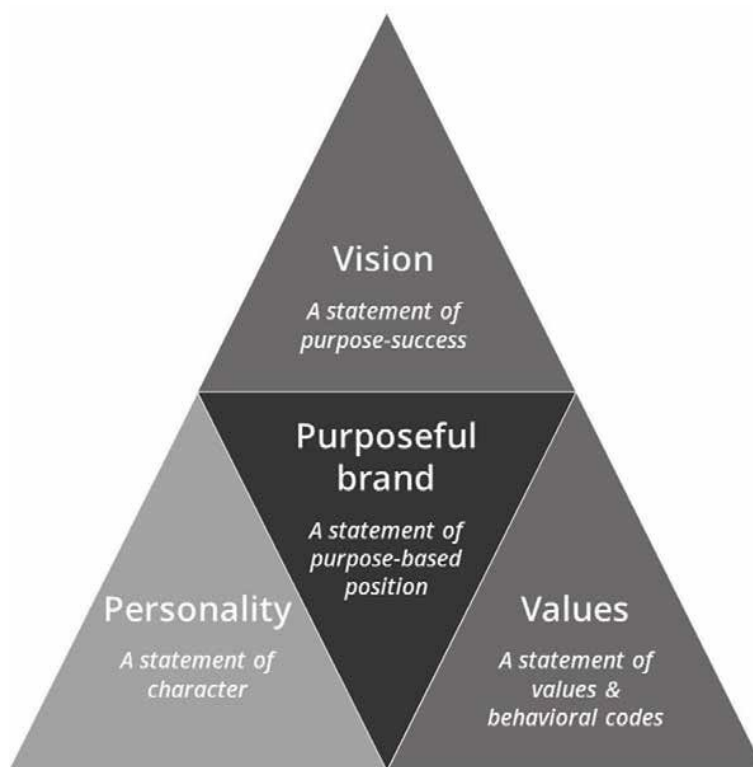 Vision
A statement of
purpose-success
Purposeful
brand
A statement of
purpose-based
position
Personality
A statement of
character
Values
A statement of
values &
behavioral codes